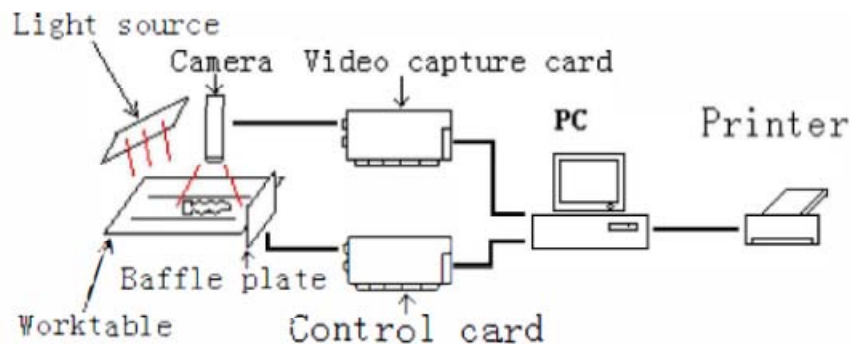 Light source
Camera
Video capture card
PC
Printer
Baffle plate
Worktable
Control card